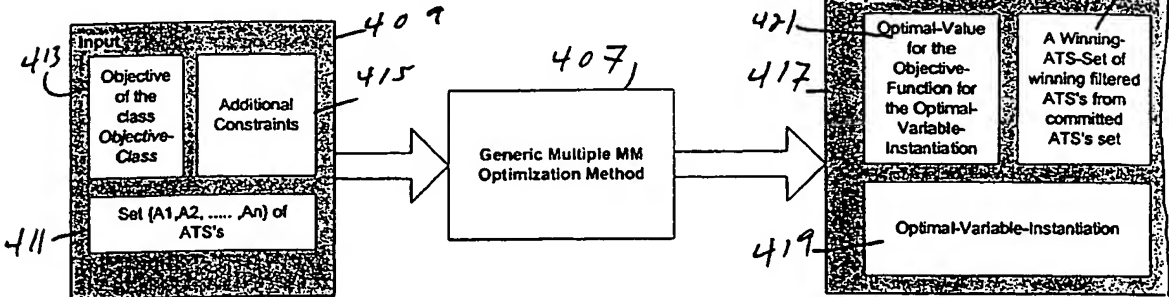 409
Input
413
Objective
of the
class
Objective-
Class
415
Additional
Constraints
411
Set {A1,A2, ..... ,An} of
ATS's
407
Generic Multiple MM
Optimization Method
417
421
Optimal-Value
for the
Objective-
Function for
the Optimal-
Variable-
Instantiation
A Winning-
ATS-Set of
winning filtered
ATS's from
committed
ATS's set
419
Optimal-Variable-Instantiation